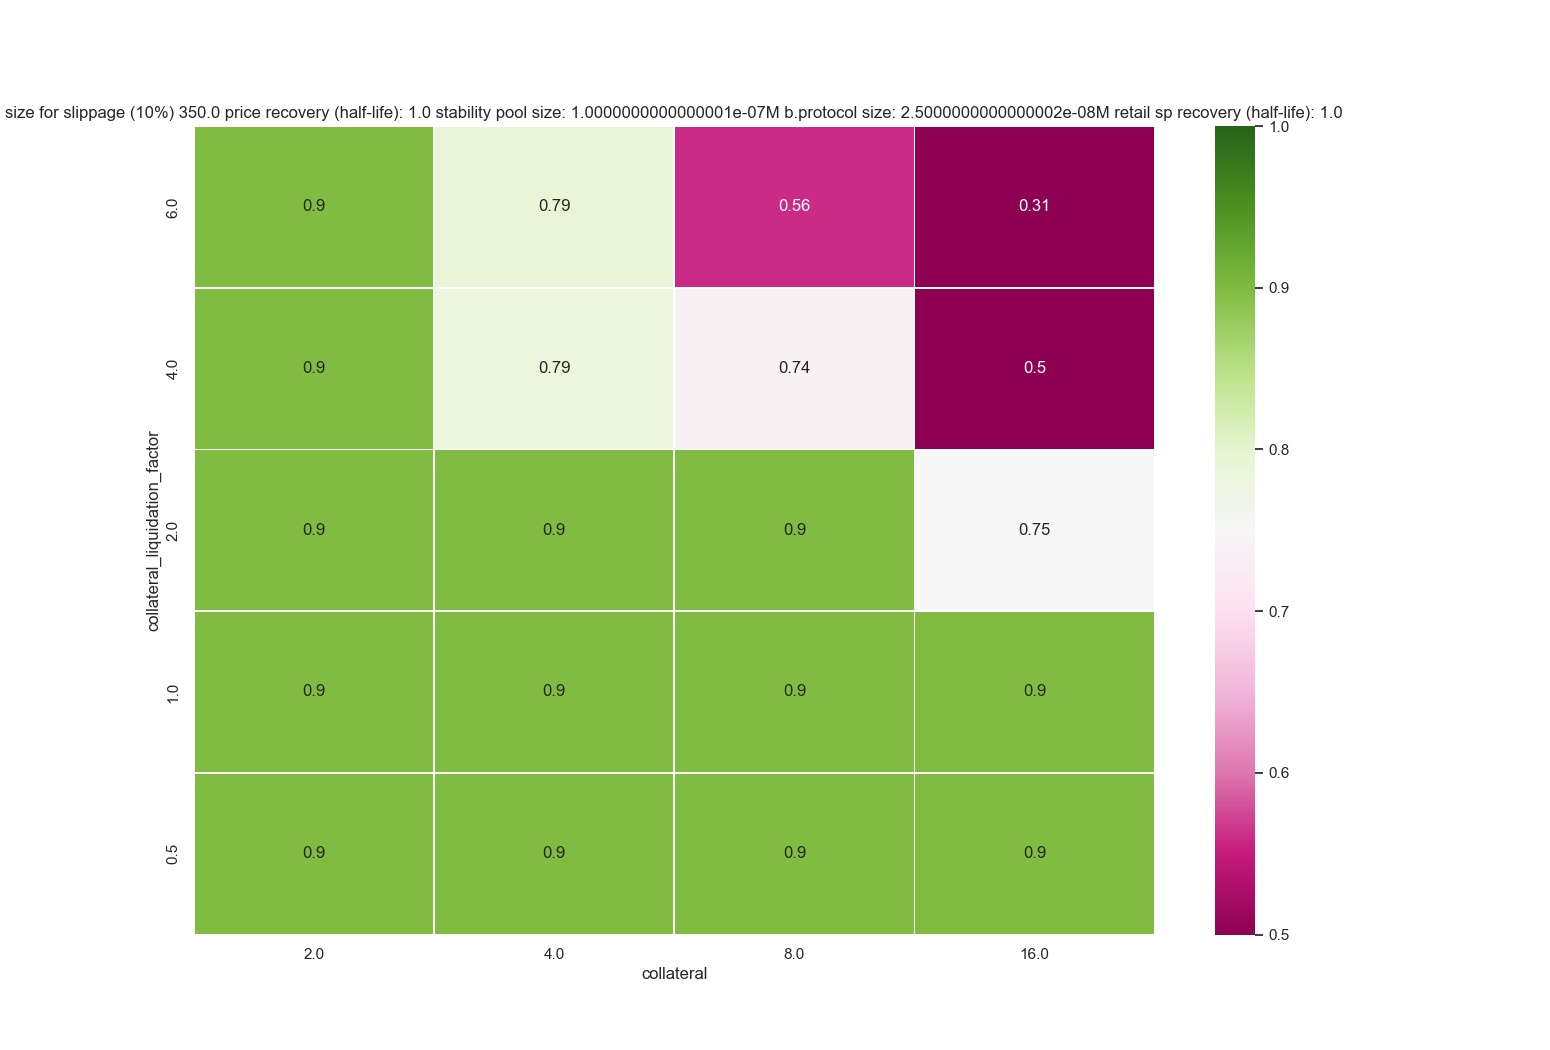 size for slippage (10%) 350.0 price recovery (half-life): 1.0 stability pool size: 1.0000000000000001e-07M b.protocol size: 2.5000000000000002e-08M retail sp recovery (half-life): 1.0
1.0
6.0 0.9 0.79 0.56 0.31
0.9
4.0 0.9 0.79 0.74 0.5
0.8
collateral_liquidation_factor
2.0 0.9 0.9 0.9 0.75
0.7
1.0 0.9 0.9 0.9 0.9
0.6
0.5 0.9 0.9 0.9 0.9
0.5
2.0 4.0 8.0 16.0
collateral